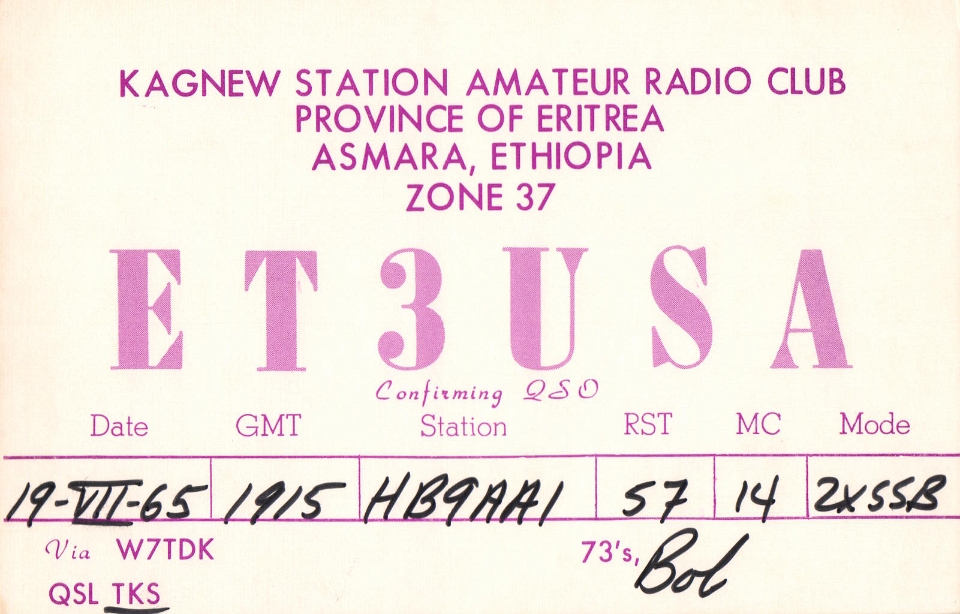 KAGNEW STATION AMATEUR RADIO CLUB
PROVINCE OF ERITREA
ASMARA, ETHIOPIA
ZONE 37
ET3USA
Confirming QSO
Date GMT Station RST MC Mode
19-VII-65 1915 HB9AAI 57 14 2XSSB
Via W7TDK 73's, Bob
QSL TKS